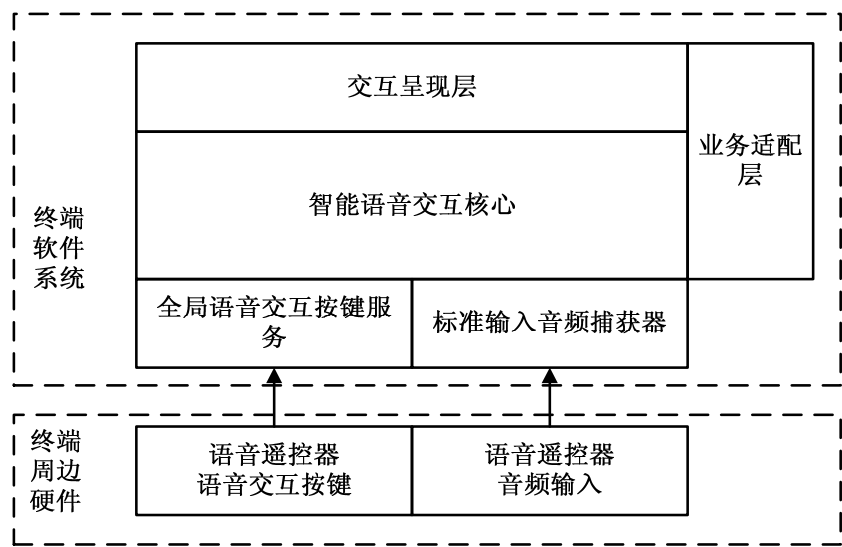 交互呈现层
业务适配
层
智能语音交互核心
终端
软件
系统
全局语音交互按键服
务
标准输入音频捕获器
终端
周边
硬件
语音遥控器
语音交互按键
语音遥控器
音频输入